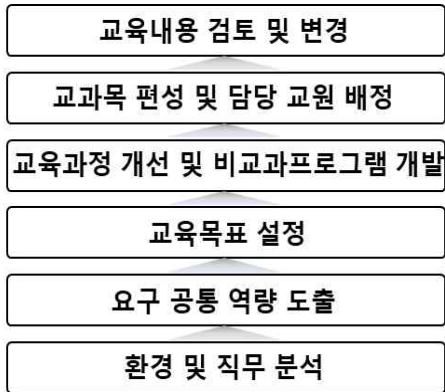 교육내용 검토 및 변경
교과목 편성 및 담당 교원 배정
교육과정 개선 및 비교과프로그램 개발
교육목표 설정
요구 공통 역량 도출
환경 및 직무 분석